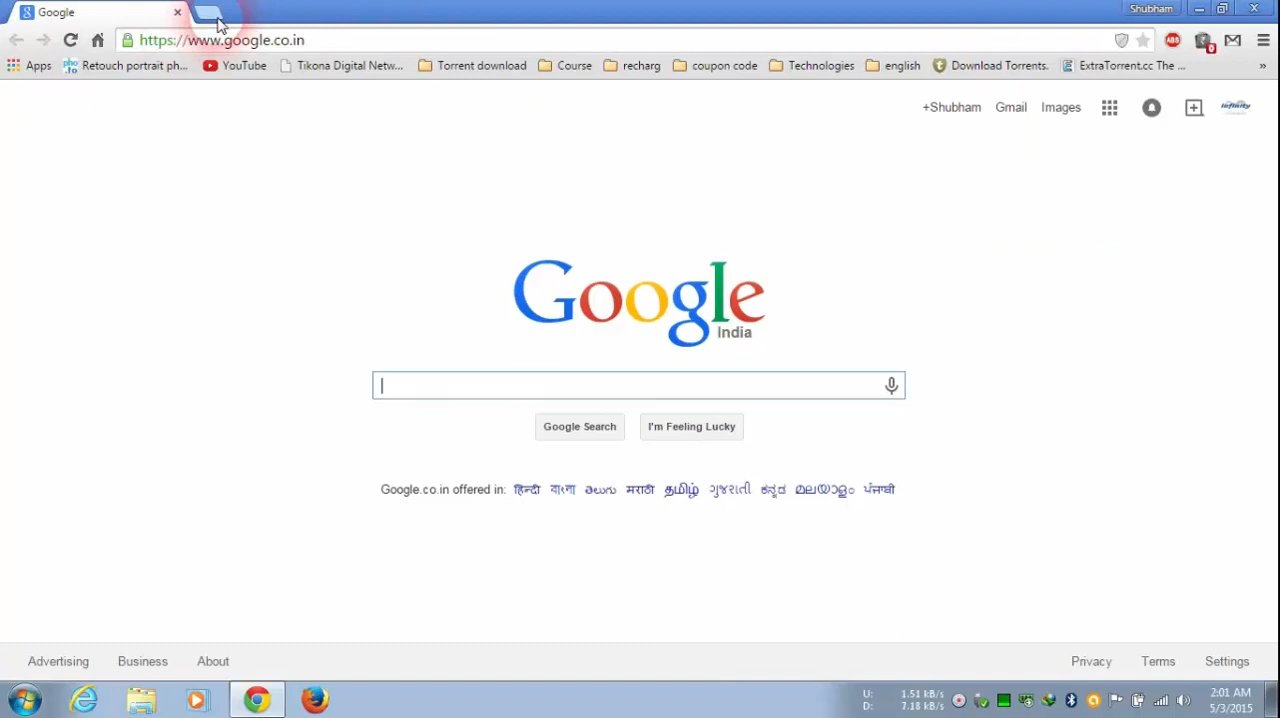 Google
Shubham
https://www.google.co.in
ABP
0
Apps
Retouch portrait ph...
YouTube
Tikona Digital Netw...
Torrent download
Course
recharg
coupon code
Technologies
english
Download Torrents.
ExtraTorrent.cc The ...
»
+Shubham Gmail Images
Infinity
Google
India
Google Search
I'm Feeling Lucky
Google.co.in offered in: हिन्दी বাংলা తెలుగు मराठी தமிழ் ગુજરાતી ಕನ್ನಡ മലയാളം ਪੰਜਾਬੀ
Advertising Business About
Privacy Terms Settings
U: 1.51 kB/s
D: 7.18 kB/s
2:01 AM
5/3/2015